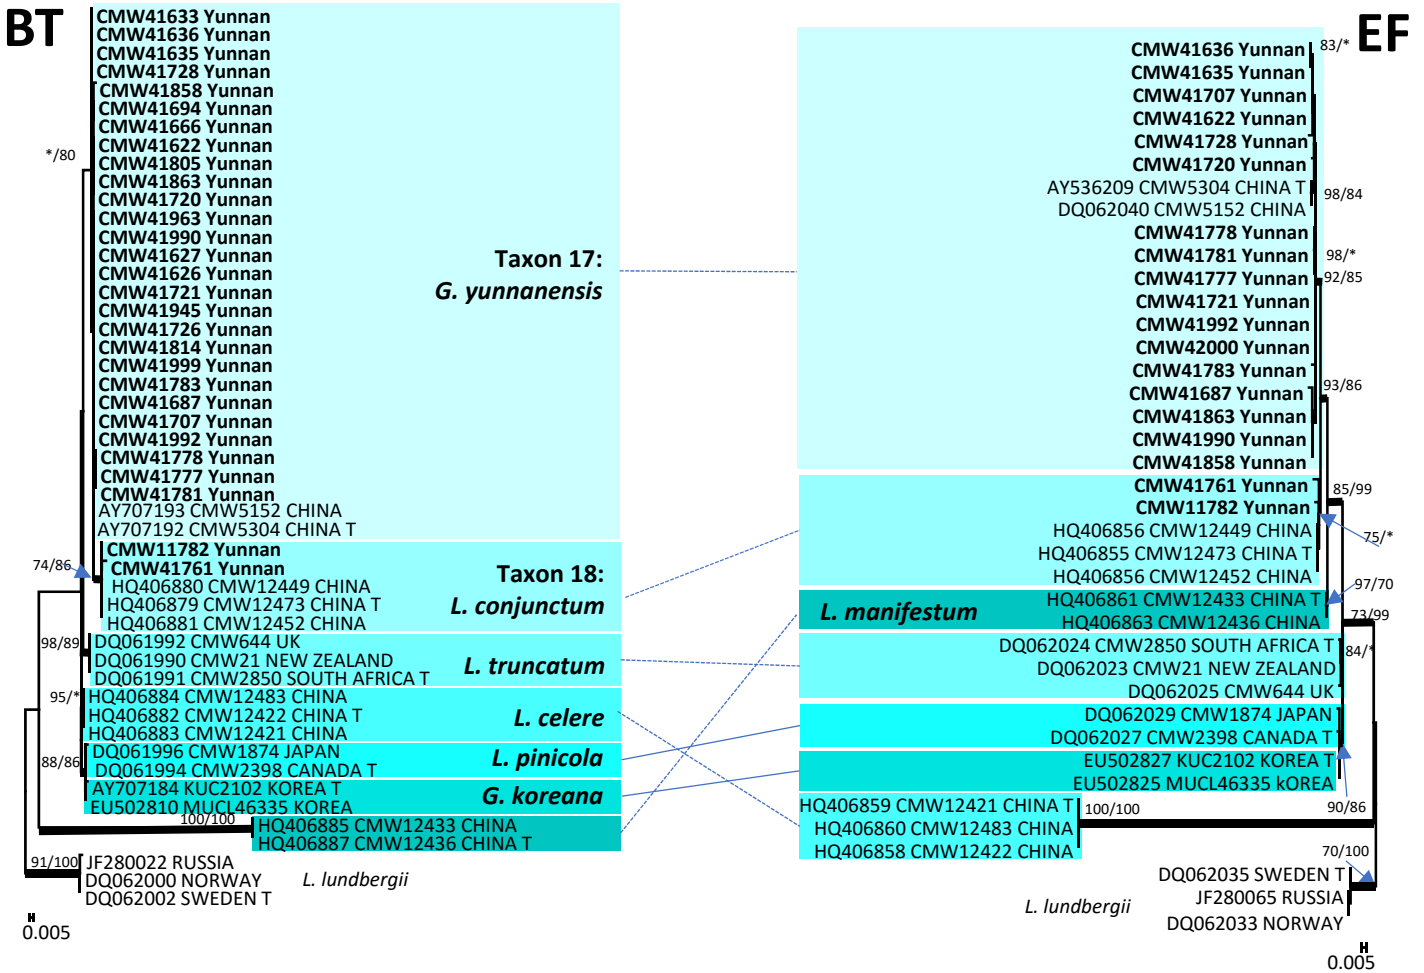 BT
CMW41633 Yunnan
CMW41636 Yunnan
CMW41635 Yunnan
CMW41728 Yunnan
CMW41858 Yunnan
CMW41694 Yunnan
CMW41666 Yunnan
CMW41622 Yunnan
*/80
CMW41805 Yunnan
CMW41863 Yunnan
CMW41720 Yunnan
CMW41963 Yunnan
CMW41990 Yunnan
CMW41627 Yunnan
CMW41626 Yunnan
CMW41721 Yunnan
CMW41945 Yunnan
CMW41726 Yunnan
CMW41814 Yunnan
CMW41999 Yunnan
CMW41783 Yunnan
CMW41687 Yunnan
CMW41707 Yunnan
CMW41992 Yunnan
CMW41778 Yunnan
CMW41777 Yunnan
CMW41781 Yunnan
AY707193 CMW5152 CHINA
AY707192 CMW5304 CHINA T
Taxon 17:
G. yunnanensis
CMW11782 Yunnan
74/86
CMW41761 Yunnan
HQ406880 CMW12449 CHINA
HQ406879 CMW12473 CHINA T
HQ406881 CMW12452 CHINA
Taxon 18:
L. conjunctum
98/89
DQ061992 CMW644 UK
DQ061990 CMW21 NEW ZEALAND
DQ061991 CMW2850 SOUTH AFRICA T
L. truncatum
95/*
HQ406884 CMW12483 CHINA
HQ406882 CMW12422 CHINA T
HQ406883 CMW12421 CHINA
L. celere
88/86
DQ061996 CMW1874 JAPAN
DQ061994 CMW2398 CANADA T
L. pinicola
AY707184 KUC2102 KOREA T
EU502810 MUCL46335 KOREA
G. koreana
100/100
HQ406885 CMW12433 CHINA
HQ406887 CMW12436 CHINA T
91/100
JF280022 RUSSIA
DQ062000 NORWAY
DQ062002 SWEDEN T
L. lundbergii
0.005
EF
CMW41636 Yunnan
83/*
CMW41635 Yunnan
CMW41707 Yunnan
CMW41622 Yunnan
CMW41728 Yunnan
CMW41720 Yunnan
AY536209 CMW5304 CHINA T
98/84
DQ062040 CMW5152 CHINA
CMW41778 Yunnan
CMW41781 Yunnan
98/*
CMW41777 Yunnan
92/85
CMW41721 Yunnan
CMW41992 Yunnan
CMW42000 Yunnan
CMW41783 Yunnan
93/86
CMW41687 Yunnan
CMW41863 Yunnan
CMW41990 Yunnan
CMW41858 Yunnan
CMW41761 Yunnan
85/99
CMW11782 Yunnan
HQ406856 CMW12449 CHINA
75/*
HQ406855 CMW12473 CHINA T
HQ406856 CMW12452 CHINA
97/70
L. manifestum
HQ406861 CMW12433 CHINA T
HQ406863 CMW12436 CHINA
73/99
DQ062024 CMW2850 SOUTH AFRICA T
84/*
DQ062023 CMW21 NEW ZEALAND
DQ062025 CMW644 UK
DQ062029 CMW1874 JAPAN
DQ062027 CMW2398 CANADA T
EU502827 KUC2102 KOREA T
EU502825 MUCL46335 kOREA
90/86
HQ406859 CMW12421 CHINA T
100/100
HQ406860 CMW12483 CHINA
HQ406858 CMW12422 CHINA
70/100
DQ062035 SWEDEN T
JF280065 RUSSIA
DQ062033 NORWAY
L. lundbergii
0.005